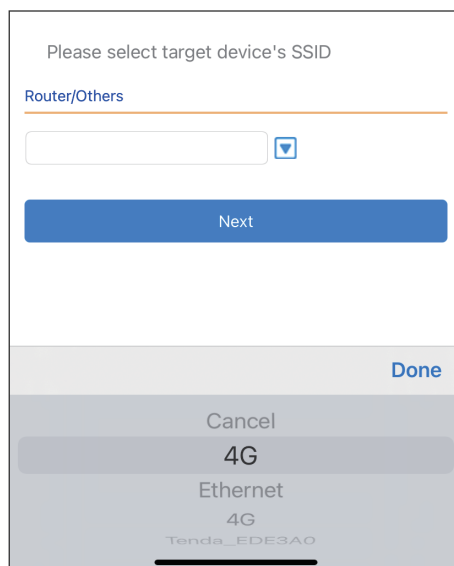 Please select target device's SSID
Router/Others
Next
Done
Cancel
4G
Ethernet
4G
Tenda_EDE3A0